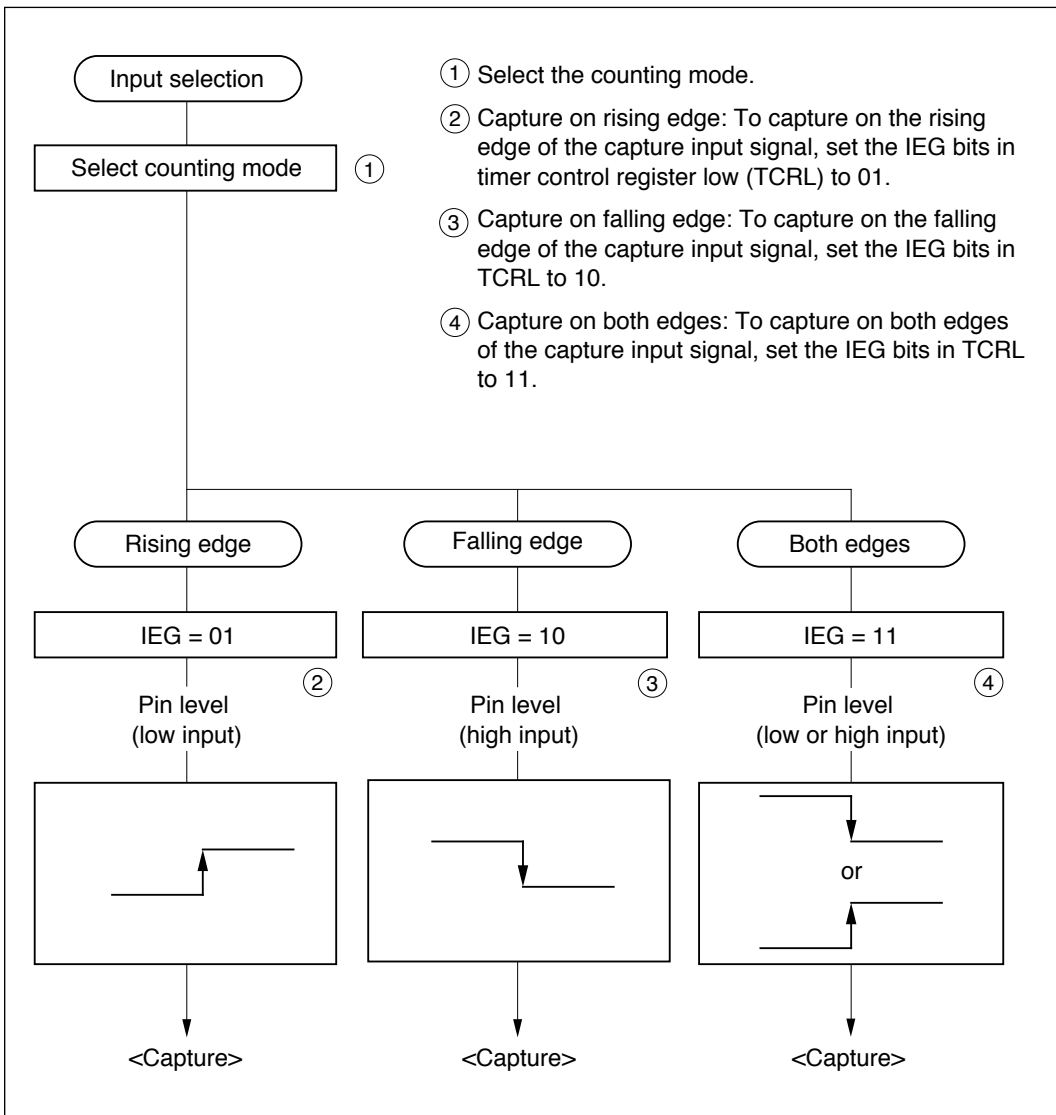 Input selection
Select counting mode
①
① Select the counting mode.
② Capture on rising edge: To capture on the rising
edge of the capture input signal, set the IEG bits in
timer control register low (TCRL) to 01.
③ Capture on falling edge: To capture on the falling
edge of the capture input signal, set the IEG bits in
TCRL to 10.
④ Capture on both edges: To capture on both edges
of the capture input signal, set the IEG bits in TCRL
to 11.
Rising edge
Falling edge
Both edges
IEG = 01
IEG = 10
IEG = 11
②
③
④
Pin level
(low input)
Pin level
(high input)
Pin level
(low or high input)
or
<Capture>
<Capture>
<Capture>